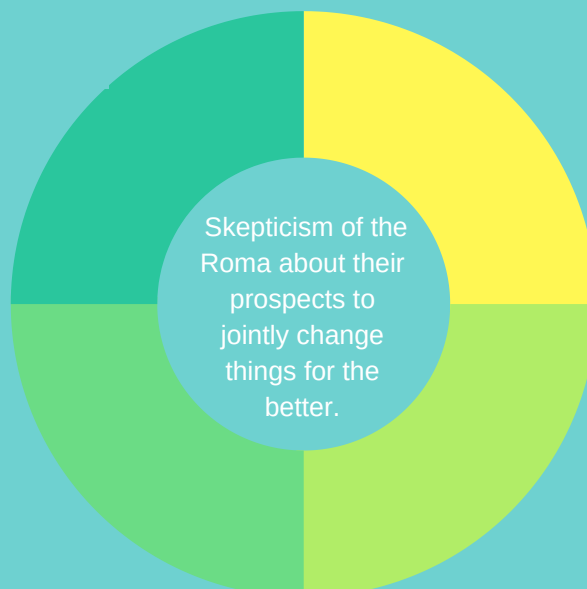 Skepticism of the
Roma about their
prospects to
jointly change
things for the
better.